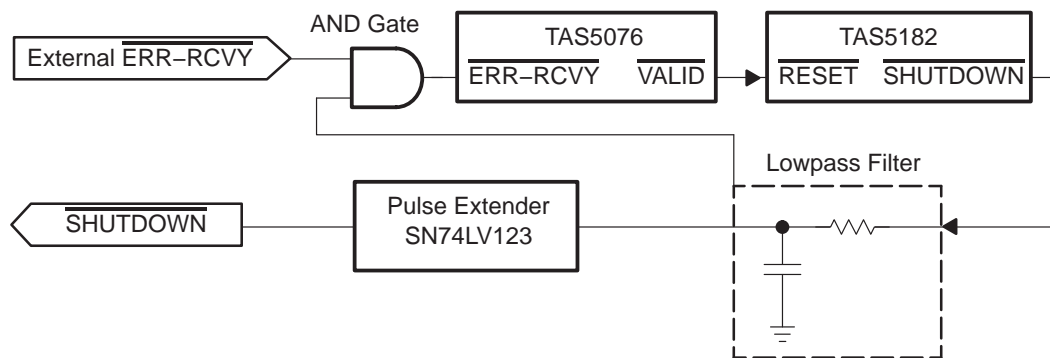 AND Gate
External ERR–RCVY
TAS5076
ERR–RCVY VALID
TAS5182
RESET SHUTDOWN
Lowpass Filter
Pulse Extender
SN74LV123
SHUTDOWN